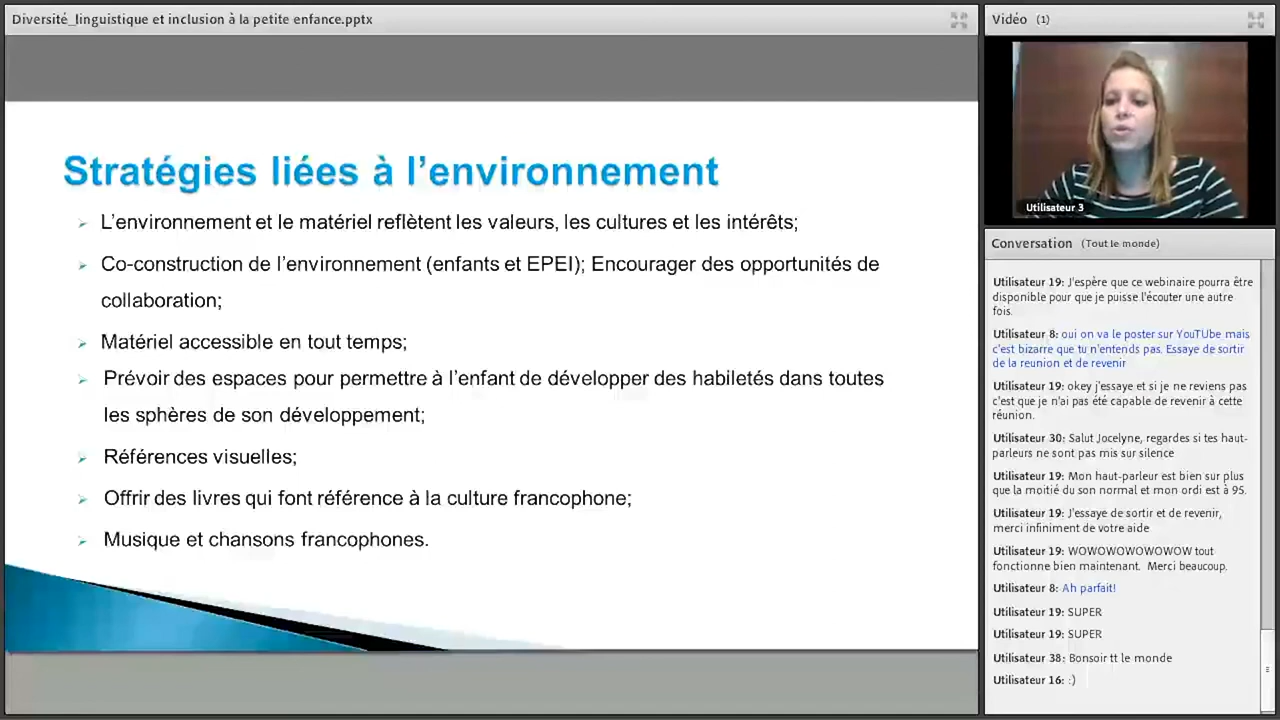 Diversité_linguistique et inclusion à la petite enfance.pptx
Stratégies liées à l'environnement
L'environnement et le matériel reflètent les valeurs, les cultures et les intérêts;
Co-construction de l'environnement (enfants et EPEI); Encourager des opportunités de
collaboration;
Matériel accessible en tout temps;
Prévoir des espaces pour permettre à l'enfant de développer des habiletés dans toutes
les sphères de son développement;
Références visuelles;
Offrir des livres qui font référence à la culture francophone;
Musique et chansons francophones.
Vidéo (1)
Utilisateur 3
Conversation (Tout le monde)
Utilisateur 19: J'espère que ce webinaire pourra être
disponible pour que je puisse l'écouter une autre
fois.
Utilisateur 8: oui on va le poster sur YouTUbe mais
c'est bizarre que tu n'entends pas. Essaye de sortir
de la reunion et de revenir
Utilisateur 19: okey j'essaye et si je ne reviens pas
c'est que je n'ai pas été capable de revenir à cette
réunion.
Utilisateur 30: Salut Jocelyne, regardes si tes haut-
parleurs ne sont pas mis sur silence
Utilisateur 19: Mon haut-parleur est bien sur plus
que la moitié du son normal et mon ordi est à 95.
Utilisateur 19: J'essaye de sortir et de revenir,
merci infiniment de votre aide
Utilisateur 19: WOWOWOWOWOWOW tout
fonctionne bien maintenant. Merci beaucoup.
Utilisateur 8: Ah parfait!
Utilisateur 19: SUPER
Utilisateur 19: SUPER
Utilisateur 38: Bonsoir tt le monde
Utilisateur 16: :)